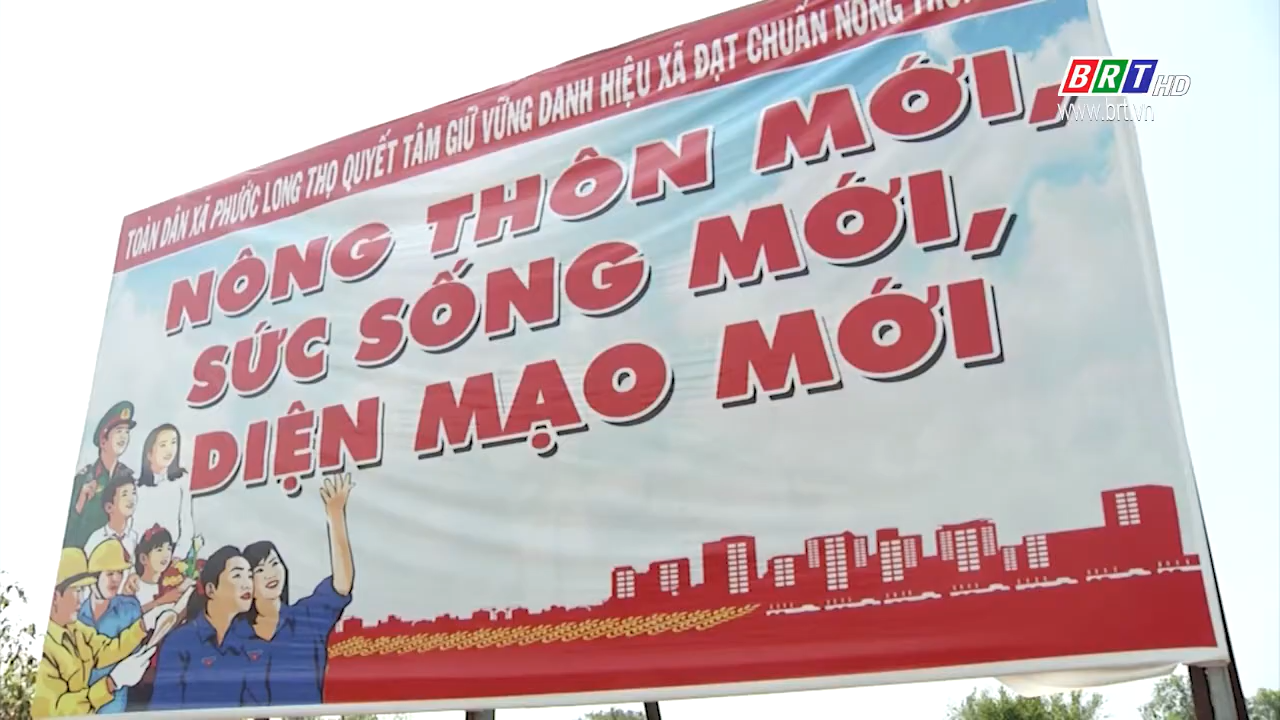 TOÀN DÂN XÃ PHƯỚC LONG THỌ QUYẾT TÂM GIỮ VỮNG DANH HIỆU XÃ ĐẠT CHUẨN NÔNG
NÔNG THÔN MỚI,
SỨC SỐNG MỚI,
DIỆN MẠO MỚI
BRT HD
www.brt.vn